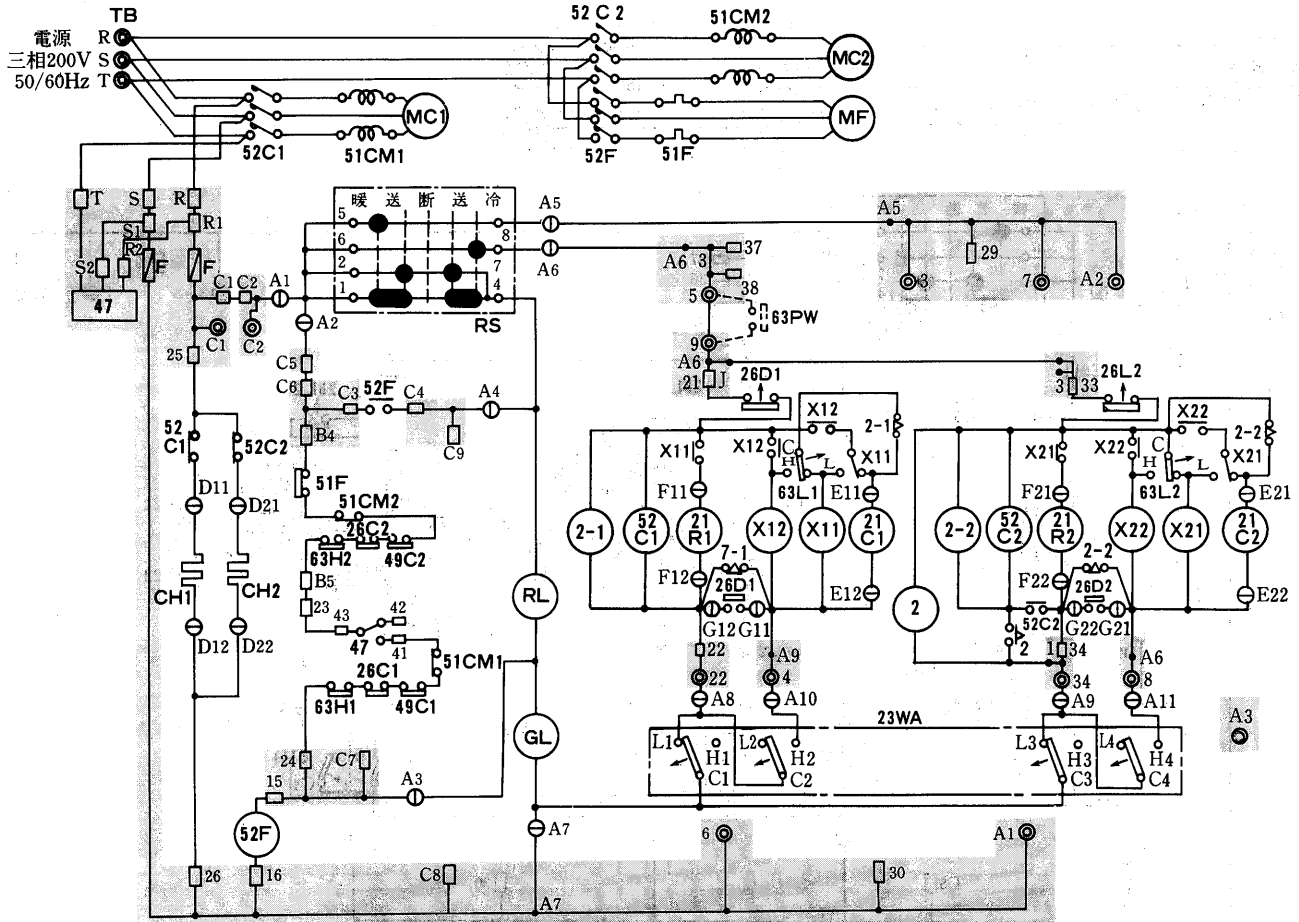 TB
52C2
51CM2
電源 R
三相200V S
50/60Hz T
MC2
MC1
MF
52C1
51CM1
52F
51F
T
S
R
暖 送 断 送 冷
5
A5
A5
S1
R1
8
6
7
A6
A6
3
37
29
3
7
A2
S2
R2
F
F
2
38
47
C1
C2
A1
1
4
5
63PW
RS
C1
C2
A2
9
25
A6
C5
21
J
26D1
3
33
26L2
C6
C3
52F
C4
A4
52
C1
52C2
B4
C9
X12
2-1
X22
2-2
X11
X12
C
H
L
X11
X21
X22
C
H
L
X21
51F
63L1
63L2
D11
D21
51CM2
F11
E11
F21
E21
26C2
63H2
49C2
2-1
52
C1
21
R1
X12
X11
21
C1
2-2
52
C2
21
R2
X22
X21
21
C2
7-1
2-2
B5
F12
26D1
E12
F22
26D2
E22
CH1
CH2
23
RL
2
43
42
G12
G11
52C2
G22
G21
D12
D22
47
41
51CM1
22
A9
2
1
34
A6
26C1
63H1
49C1
22
4
34
8
A8
A10
A9
A11
23WA
GL
A3
L1
H1
L2
H2
L3
H3
L4
H4
24
C7
C1
C2
C3
C4
15
A3
52F
A7
6
A1
26
16
C8
30
A7